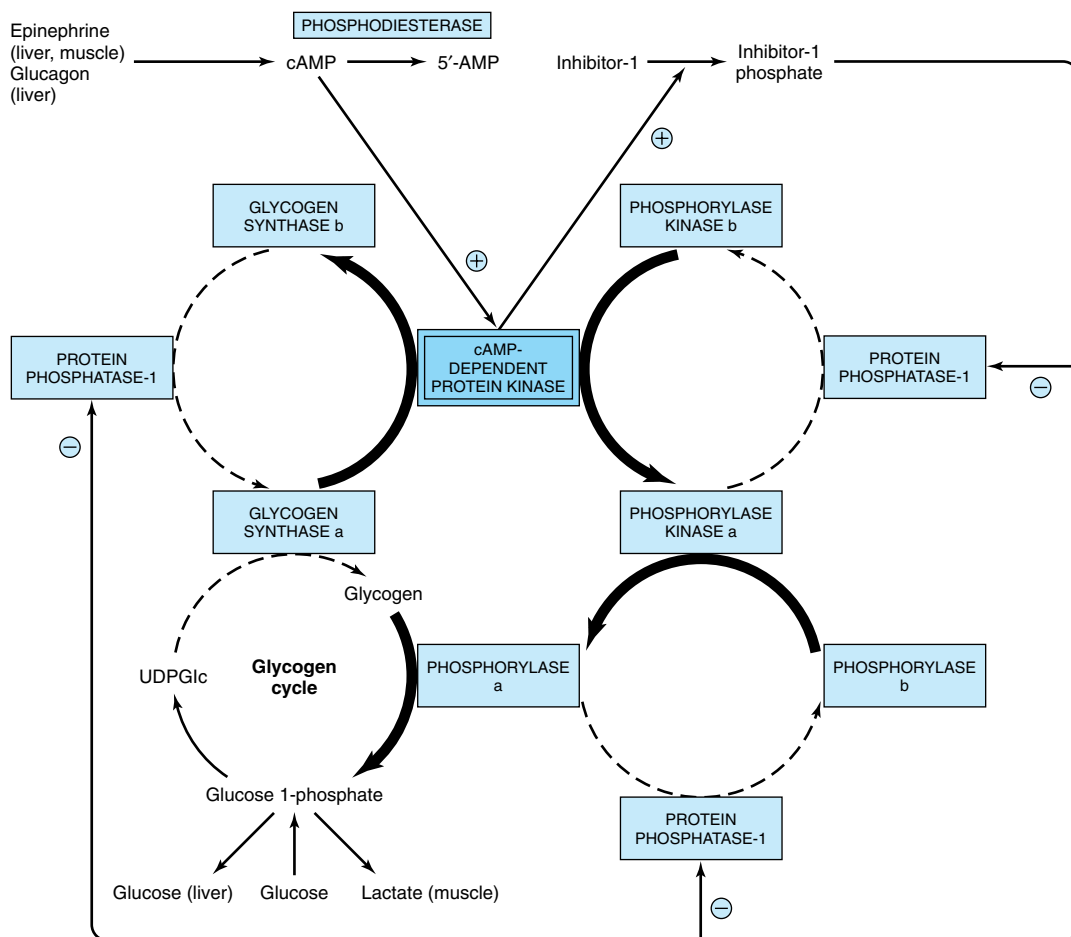 PHOSPHODIESTERASE
Epinephrine
(liver, muscle)
Glucagon
(liver)
cAMP
5′-AMP
Inhibitor-1
Inhibitor-1
phosphate
+
+
GLYCOGEN
SYNTHASE b
PHOSPHORYLASE
KINASE b
PROTEIN
PHOSPHATASE-1
cAMP-
DEPENDENT
PROTEIN KINASE
PROTEIN
PHOSPHATASE-1
−
−
GLYCOGEN
SYNTHASE a
PHOSPHORYLASE
KINASE a
Glycogen
UDPGlc
Glycogen
cycle
PHOSPHORYLASE
a
PHOSPHORYLASE
b
Glucose 1-phosphate
PROTEIN
PHOSPHATASE-1
Glucose (liver)
Glucose
Lactate (muscle)
−